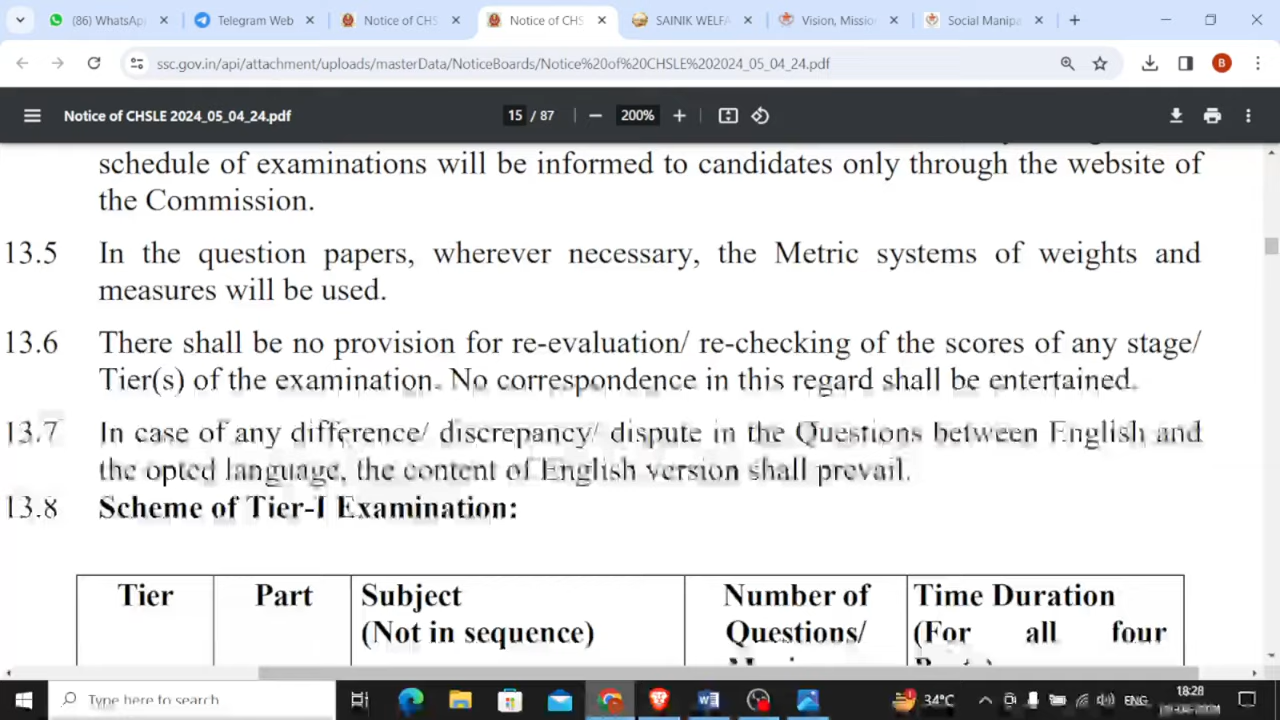 (86) WhatsAp
Telegram Web
Notice of CHS
Notice of CHS
SAINIK WELFA
Vision, Missio
Social Manipa
ssc.gov.in/api/attachment/uploads/masterData/NoticeBoards/Notice%20of%20CHSLE%202024_05_04_24.pdf
B
Notice of CHSLE 2024_05_04_24.pdf
15 / 87
200%
schedule of examinations will be informed to candidates only through the website of
the Commission.
13.5 In the question papers, wherever necessary, the Metric systems of weights and
measures will be used.
13.6 There shall be no provision for re-evaluation/ re-checking of the scores of any stage/
Tier(s) of the examination. No correspondence in this regard shall be entertained.
13.7 In case of any difference/ discrepancy/ dispute in the Questions between English and
the opted language, the content of English version shall prevail.
13.8 Scheme of Tier-I Examination:
Tier
Part
Subject
(Not in sequence)
Number of
Questions/
Time Duration
(For all four
Type here to search
34°C
ENG
18:28